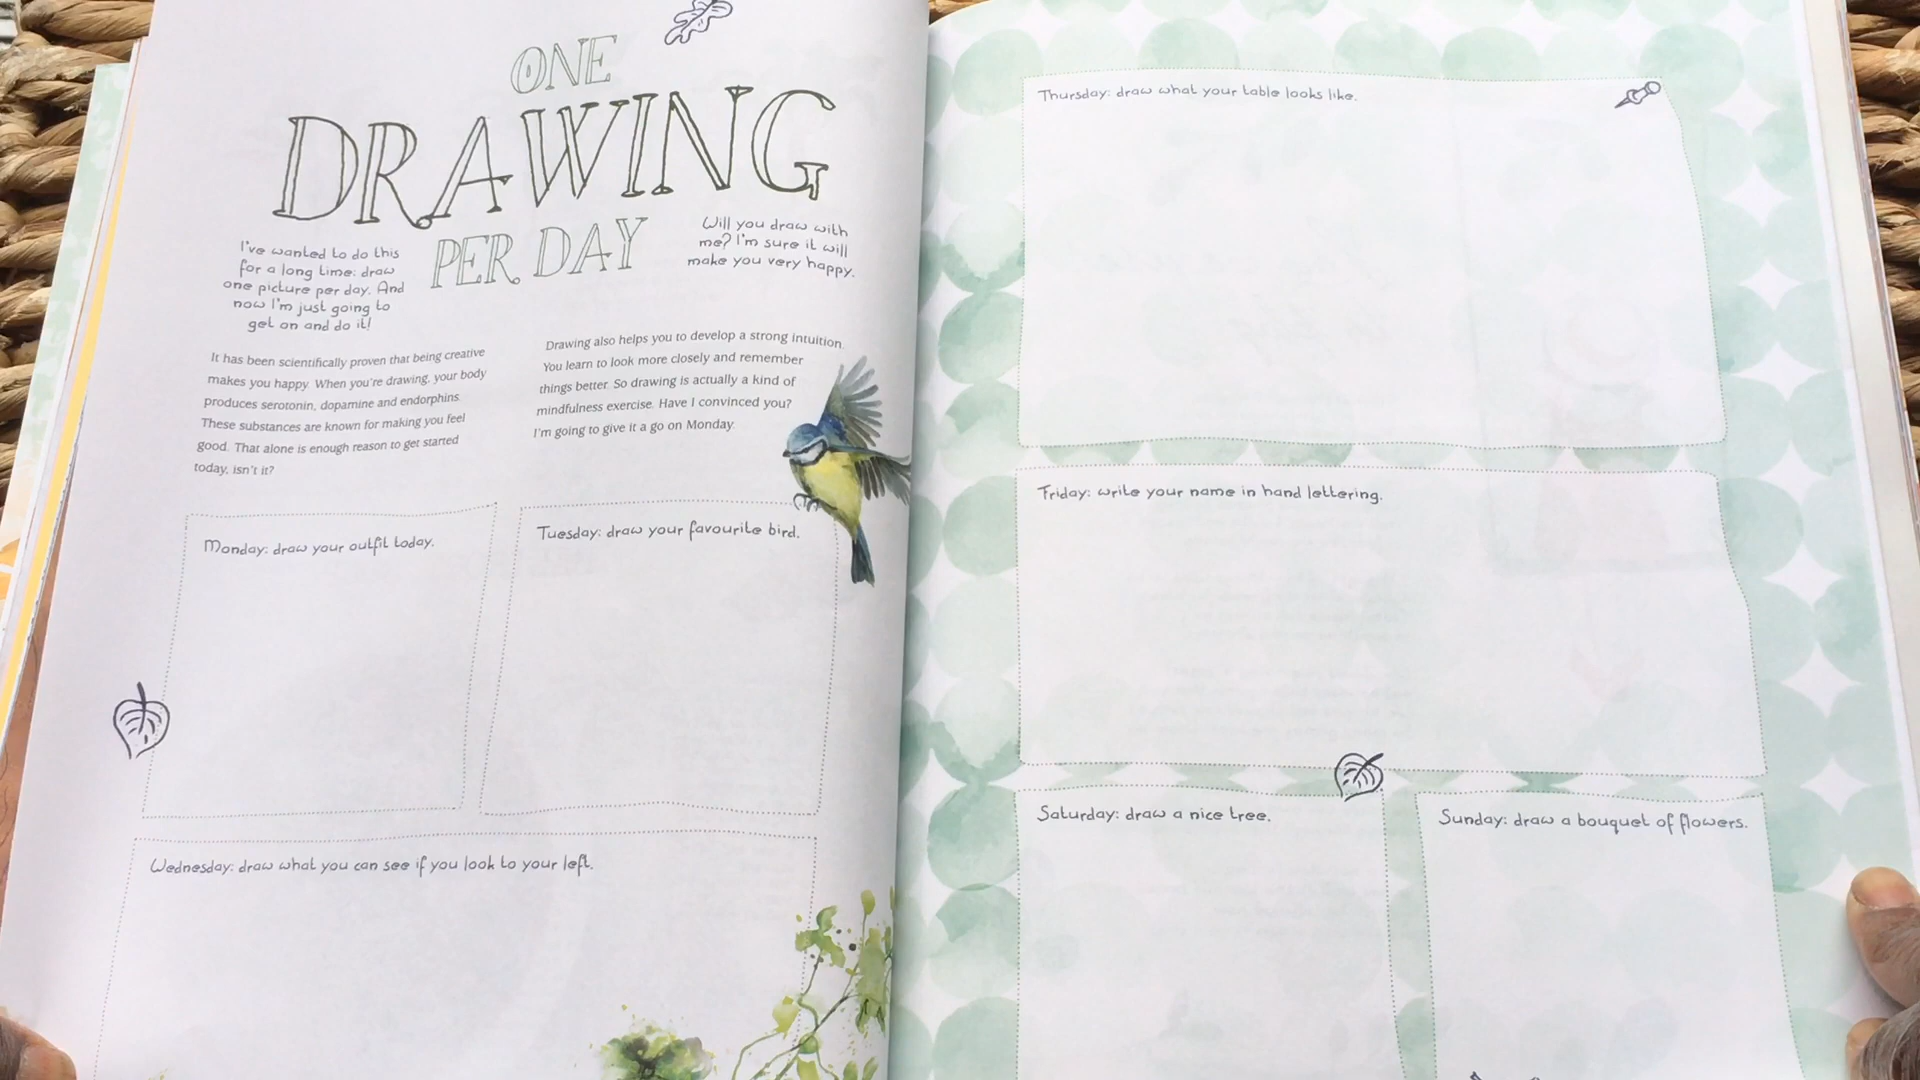 ONE
DRAWING
PER DAY
I've wanted to do this
for a long time: draw
one picture per day. And
now I'm just going to
get on and do it!
Will you draw with
me? I'm sure it will
make you very happy.
It has been scientifically proven that being creative
makes you happy. When you're drawing, your body
produces serotonin, dopamine and endorphins.
These substances are known for making you feel
good. That alone is enough reason to get started
today, isn't it?
Drawing also helps you to develop a strong intuition.
You learn to look more closely and remember
things better. So drawing is actually a kind of
mindfulness exercise. Have I convinced you?
I'm going to give it a go on Monday.
Monday: draw your outfit today.
Tuesday: draw your favourite bird.
Wednesday: draw what you can see if you look to your left.
Thursday: draw what your table looks like.
Friday: write your name in hand lettering.
Saturday: draw a nice tree.
Sunday: draw a bouquet of flowers.